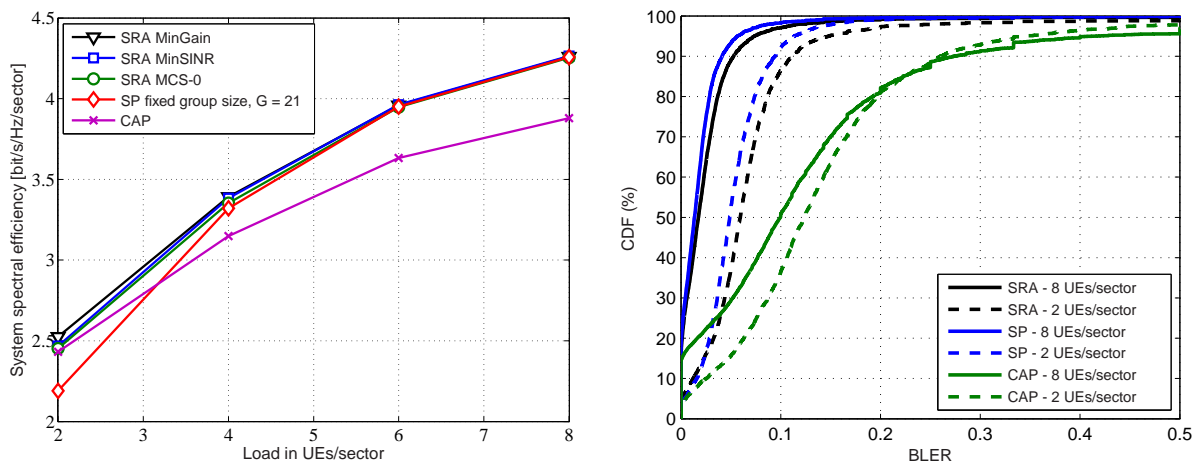 4.5
4
3.5
3
2.5
2
2
3
4
5
6
7
8
System spectral efficiency [bit/s/Hz/sector]
Load in UEs/sector
SRA MinGain
SRA MinSINR
SRA MCS-0
SP fixed group size, G = 21
CAP
100
90
80
70
60
50
40
30
20
10
0
0
0.1
0.2
0.3
0.4
0.5
CDF (%)
BLER
SRA - 8 UEs/sector
SRA - 2 UEs/sector
SP - 8 UEs/sector
SP - 2 UEs/sector
CAP - 8 UEs/sector
CAP - 2 UEs/sector